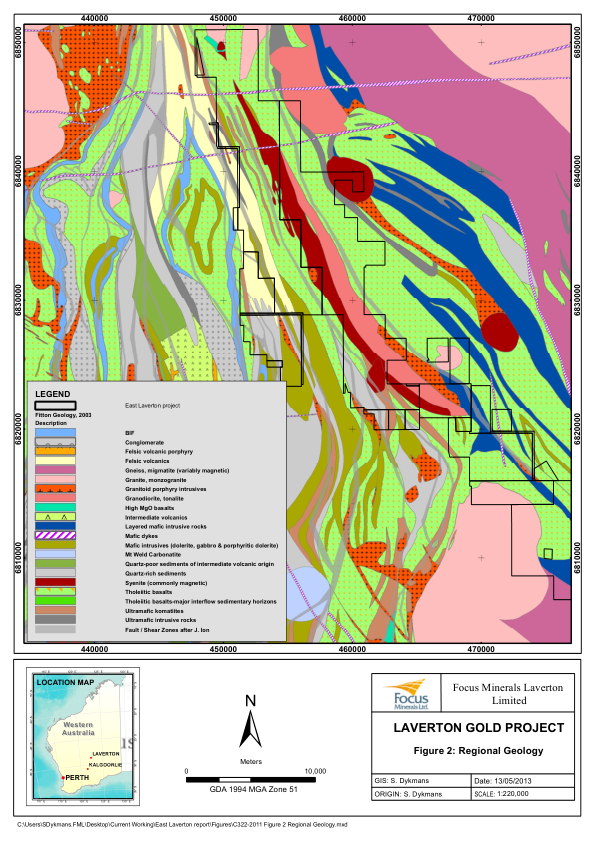 440000 450000 460000 470000
6850000 6850000
6840000 6840000
6830000 6830000
6820000 6820000
6810000 6810000
LEGEND
East Laverton project
Fitton Geology, 2003
Description
BIF
Conglomerate
Felsic volcanic porphyry
Felsic volcanics
Gneiss, migmatite (variably magnetic)
Granite, monzogranite
Granitoid porphyry intrusives
Granodiorite, tonalite
High MgO basalts
Intermediate volcanics
Layered mafic intrusive rocks
Mafic dykes
Mafic intrusives (dolerite, gabbro & porphyritic dolerite)
Mt Weld Carbonatite
Quartz-poor sediments of intermediate volcanic origin
Quartz-rich sediments
Syenite (commonly magnetic)
Tholeiitic basalts
Tholeiitic basalts-major interflow sedimentary horizons
Ultramafic komatiites
Ultramafic intrusive rocks
Fault / Shear Zones after J. Ion
440000 450000 460000 470000
LOCATION MAP
Western
Australia
LAVERTON
KALGOORLIE
PERTH
N
Meters
0 10,000
GDA 1994 MGA Zone 51
Focus
Minerals Ltd.
Focus Minerals Laverton
Limited
LAVERTON GOLD PROJECT
Figure 2: Regional Geology
GIS: S. Dykmans Date: 13/05/2013
ORIGIN: S. Dykmans SCALE: 1:220,000
C:\Users\SDykmans.FML\Desktop\Current Working\East Laverton report\Figures\C322-2011 Figure 2 Regional Geology.mxd